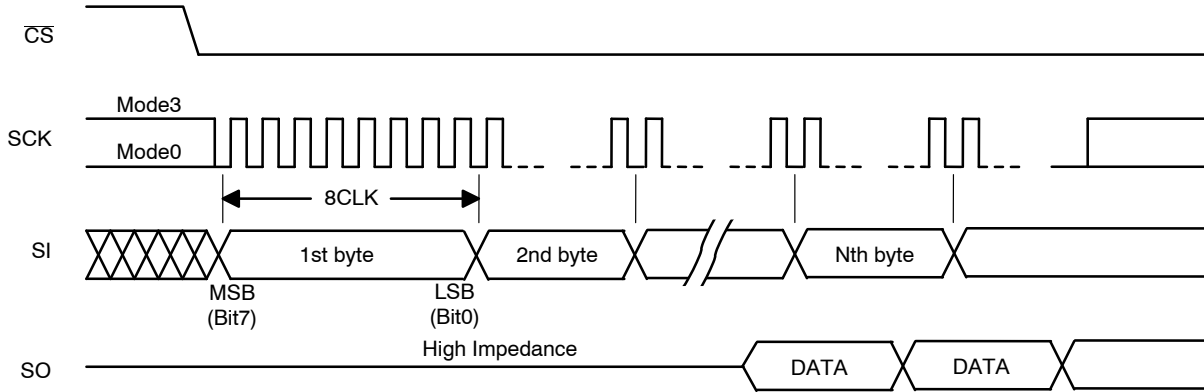 CS
Mode3
SCK
Mode0
8CLK
SI
1st byte
2nd byte
Nth byte
MSB
(Bit7)
LSB
(Bit0)
High Impedance
SO
DATA
DATA